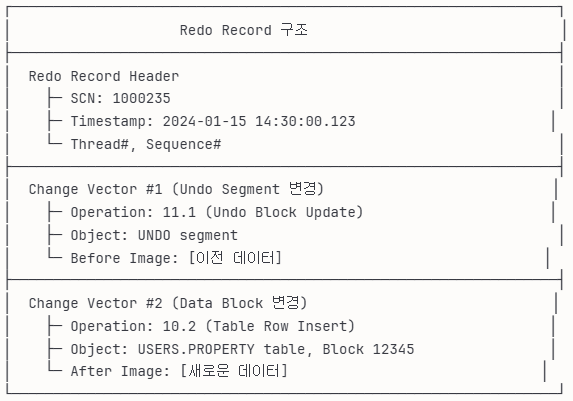 Redo Record 구조
Redo Record Header
├─ SCN: 1000235
├─ Timestamp: 2024-01-15 14:30:00.123
└─ Thread#, Sequence#
Change Vector #1 (Undo Segment 변경)
├─ Operation: 11.1 (Undo Block Update)
├─ Object: UNDO segment
└─ Before Image: [이전 데이터]
Change Vector #2 (Data Block 변경)
├─ Operation: 10.2 (Table Row Insert)
├─ Object: USERS.PROPERTY table, Block 12345
└─ After Image: [새로운 데이터]